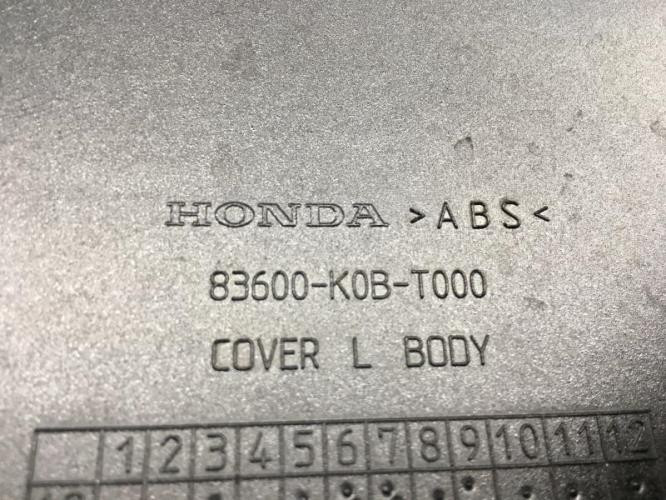 HONDA >ABS<
83600-K0B-T000
COVER L BODY
1 2 3 4 5 6 7 8 9 10 11 12